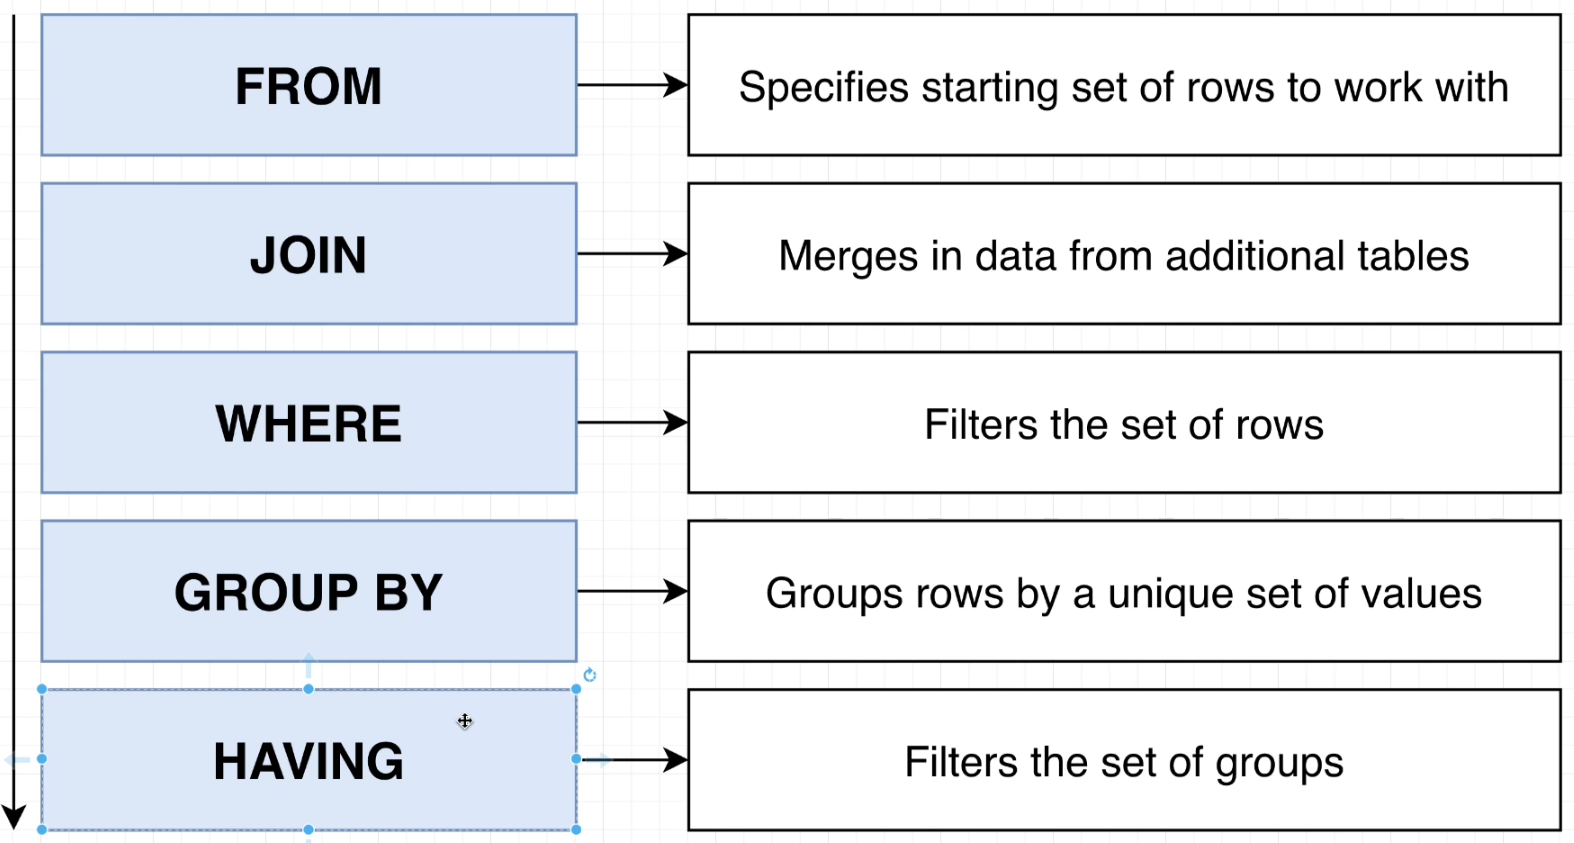 FROM
Specifies starting set of rows to work with
JOIN
Merges in data from additional tables
WHERE
Filters the set of rows
GROUP BY
Groups rows by a unique set of values
HAVING
Filters the set of groups